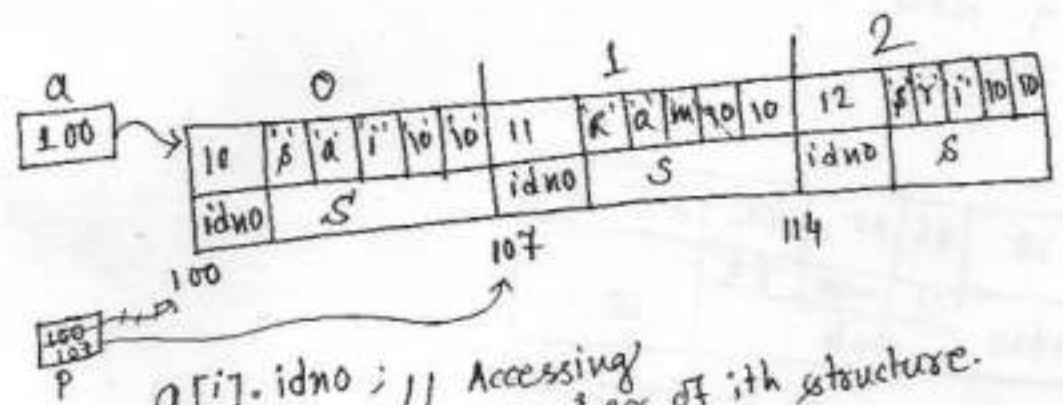 a 0 1 2
100 10 's' 'a' 'i' '\0' '\0' 11 'R' 'a' 'm' '\0' '\0' 12 's' 'r' 'i' '\0' '\0'
idno S idno S idno S
100 107 114
100
107
P
a[i].idno; // Accessing
of ith structure.